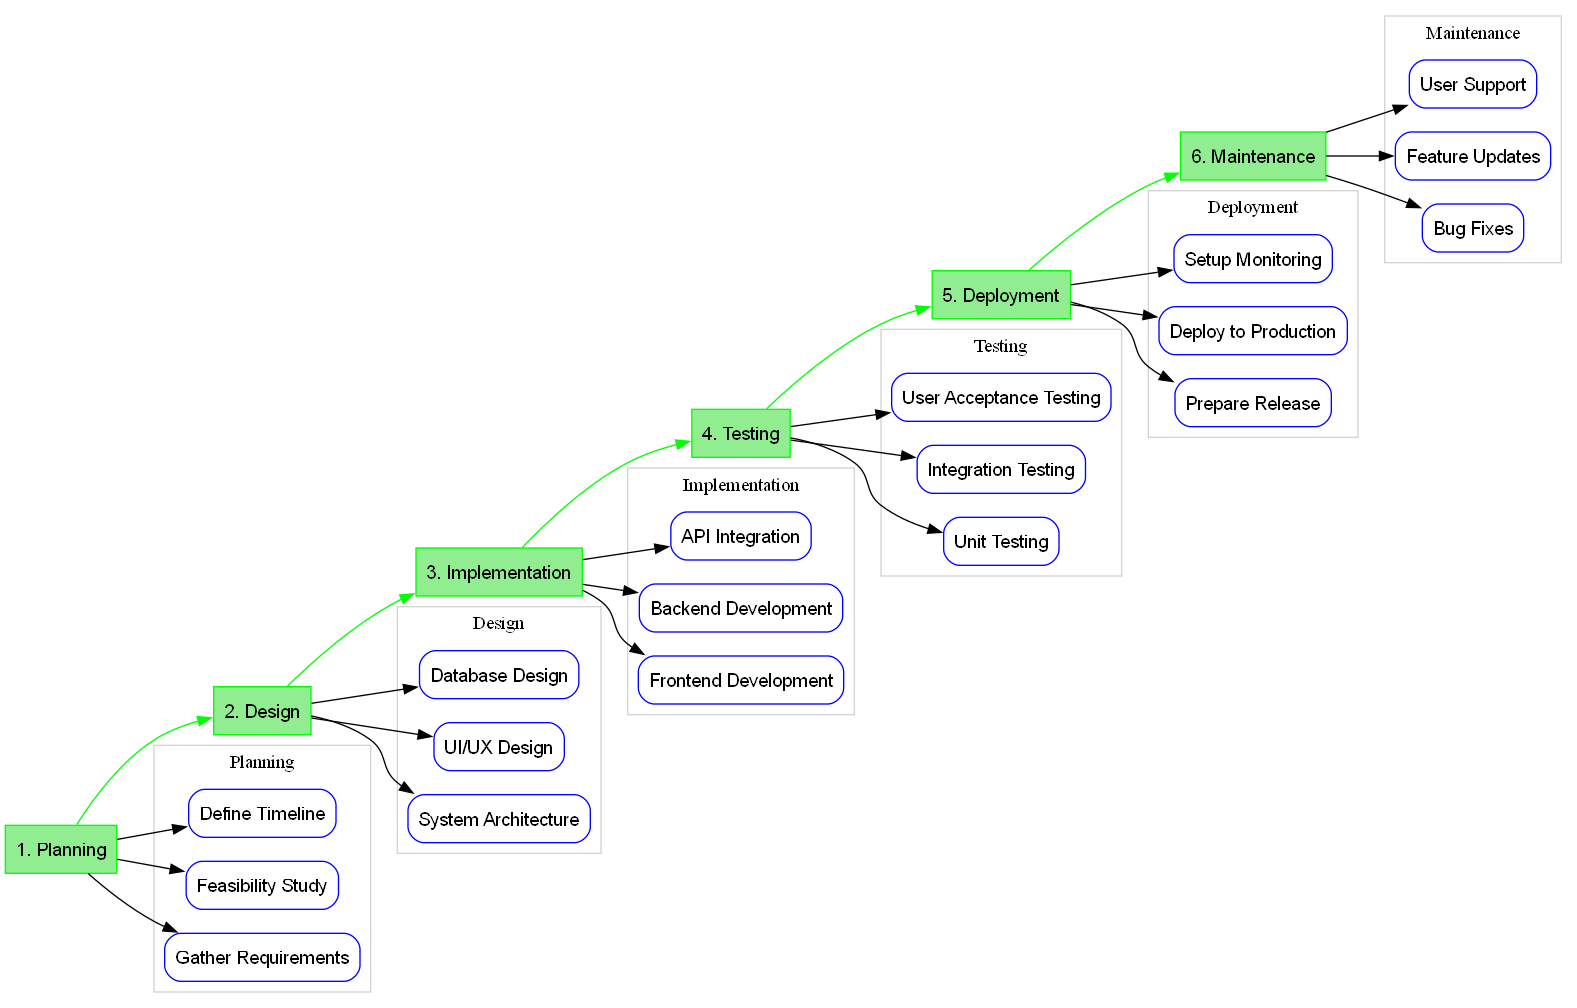 Maintenance
User Support
6. Maintenance
Feature Updates
Bug Fixes
Deployment
Setup Monitoring
5. Deployment
Deploy to Production
Prepare Release
Testing
User Acceptance Testing
4. Testing
Integration Testing
Unit Testing
Implementation
API Integration
3. Implementation
Backend Development
Frontend Development
Design
Database Design
2. Design
UI/UX Design
System Architecture
Planning
Define Timeline
1. Planning
Feasibility Study
Gather Requirements